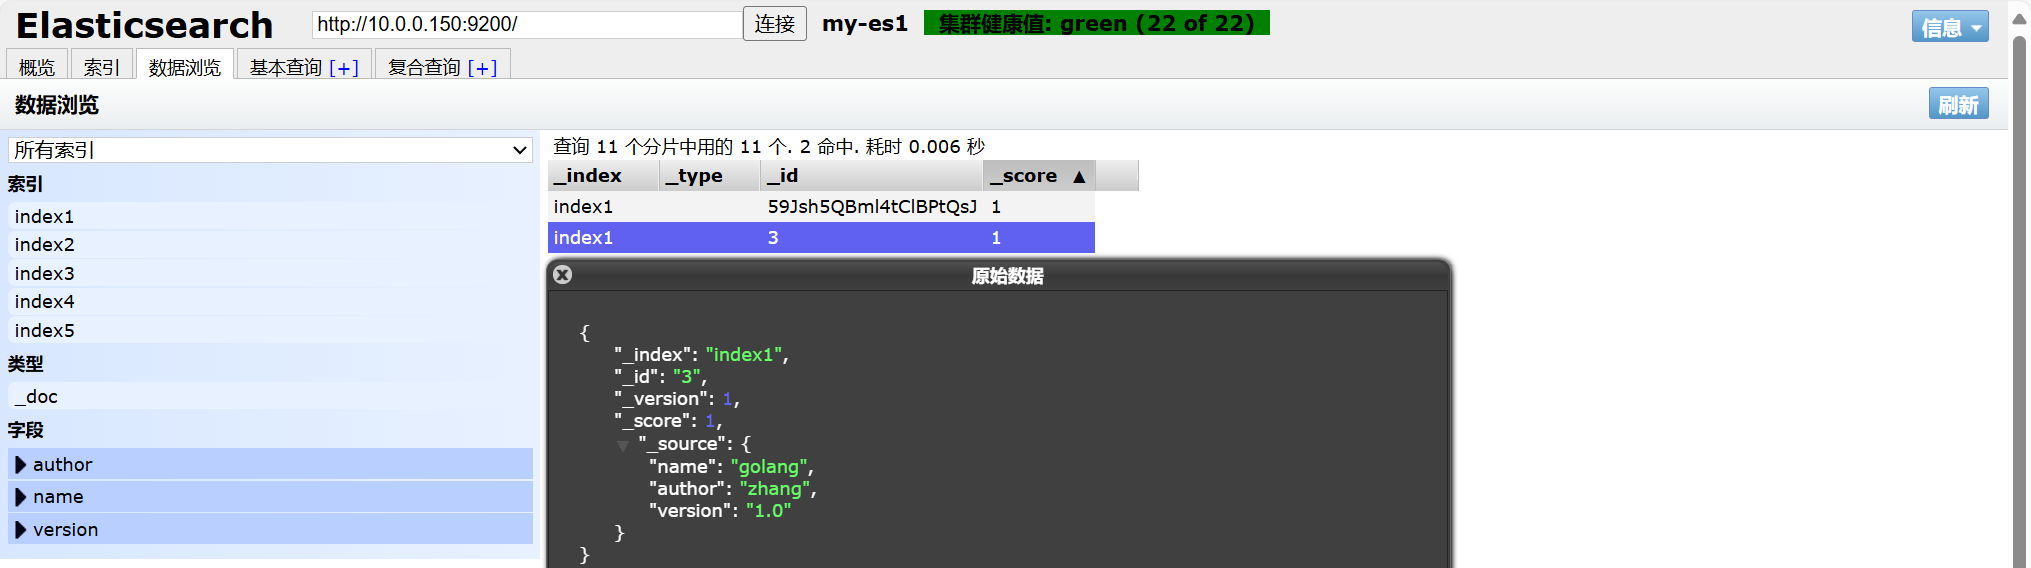 Elasticsearch http://10.0.0.150:9200/ 连接 my-es1 集群健康值: green (22 of 22) 信息
概览 索引 数据浏览 基本查询 [+] 复合查询 [+]
数据浏览 刷新
所有索引
索引
index1
index2
index3
index4
index5
类型
_doc
字段
author
name
version
查询 11 个分片中用的 11 个. 2 命中. 耗时 0.006 秒
_index _type _id _score ▲
index1 59Jsh5QBml4tClBPtQsJ 1
index1 3 1
原始数据
{
"_index": "index1",
"_id": "3",
"_version": 1,
"_score": 1,
"_source": {
"name": "golang",
"author": "zhang",
"version": "1.0"
}
}